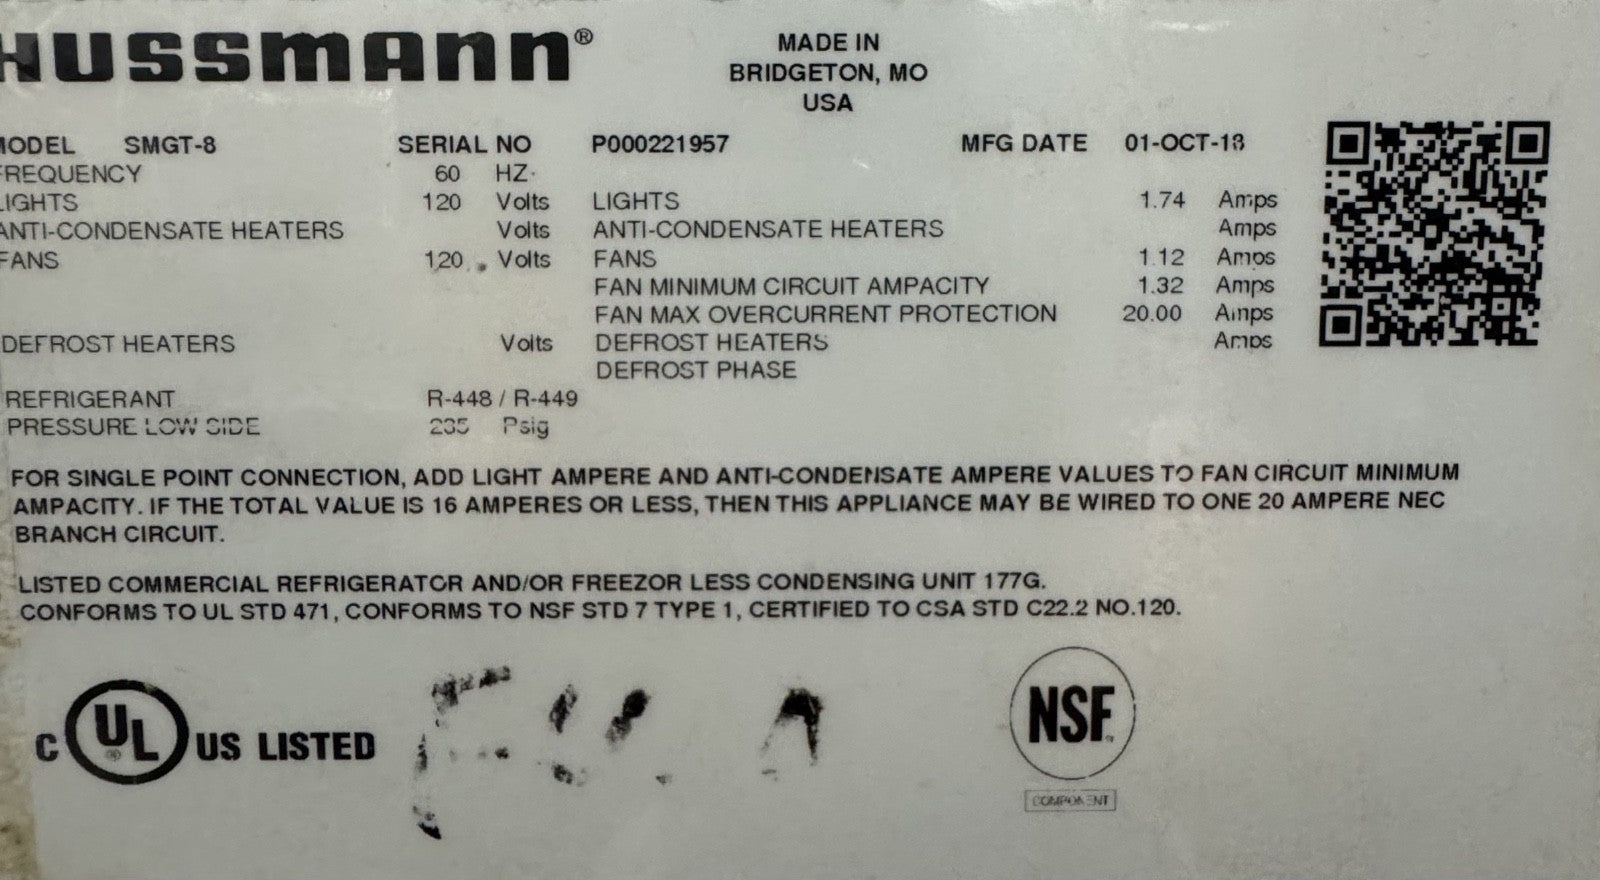 HUSSMANN®
MADE IN
BRIDGETON, MO
USA
MODEL SMGT-8 SERIAL NO P000221957 MFG DATE 01-OCT-18
FREQUENCY 60 HZ
LIGHTS 120 Volts LIGHTS 1.74 Amps
ANTI-CONDENSATE HEATERS Volts ANTI-CONDENSATE HEATERS Amps
FANS 120 Volts FANS 1.12 Amps
FAN MINIMUM CIRCUIT AMPACITY 1.32 Amps
FAN MAX OVERCURRENT PROTECTION 20.00 Amps
DEFROST HEATERS Volts DEFROST HEATERS Amps
DEFROST PHASE
REFRIGERANT R-448 / R-449
PRESSURE LOW SIDE Psig
FOR SINGLE POINT CONNECTION, ADD LIGHT AMPERE AND ANTI-CONDENSATE AMPERE VALUES TO FAN CIRCUIT MINIMUM
AMPACITY. IF THE TOTAL VALUE IS 16 AMPERES OR LESS, THEN THIS APPLIANCE MAY BE WIRED TO ONE 20 AMPERE NEC
BRANCH CIRCUIT.
LISTED COMMERCIAL REFRIGERATOR AND/OR FREEZOR LESS CONDENSING UNIT 177G.
CONFORMS TO UL STD 471, CONFORMS TO NSF STD 7 TYPE 1, CERTIFIED TO CSA STD C22.2 NO.120.
C UL® US LISTED
NSF
COMPONENT